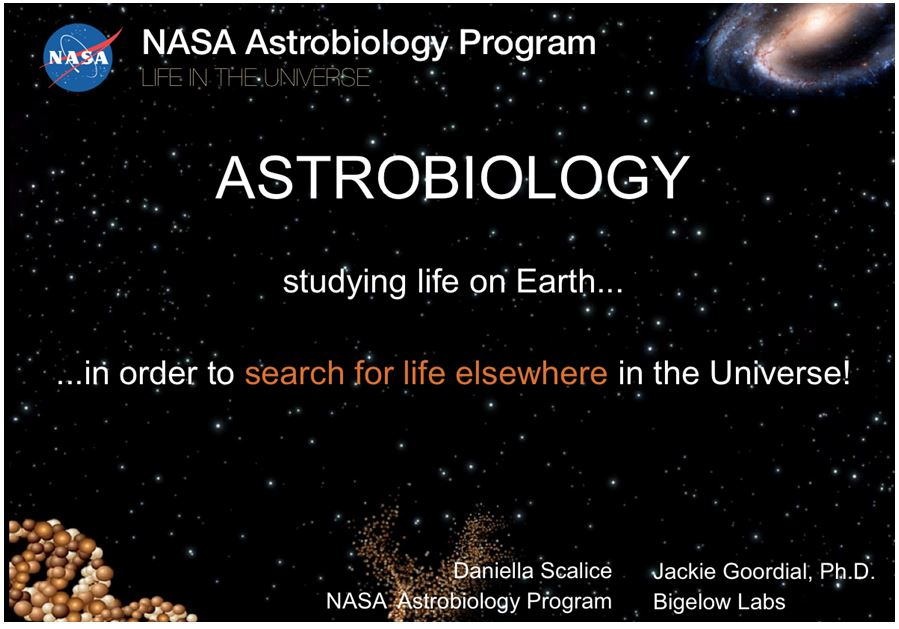 NASA
NASA Astrobiology Program
LIFE IN THE UNIVERSE
ASTROBIOLOGY
studying life on Earth...
...in order to search for life elsewhere in the Universe!
Daniella Scalice
NASA Astrobiology Program
Jackie Goordial, Ph.D.
Bigelow Labs